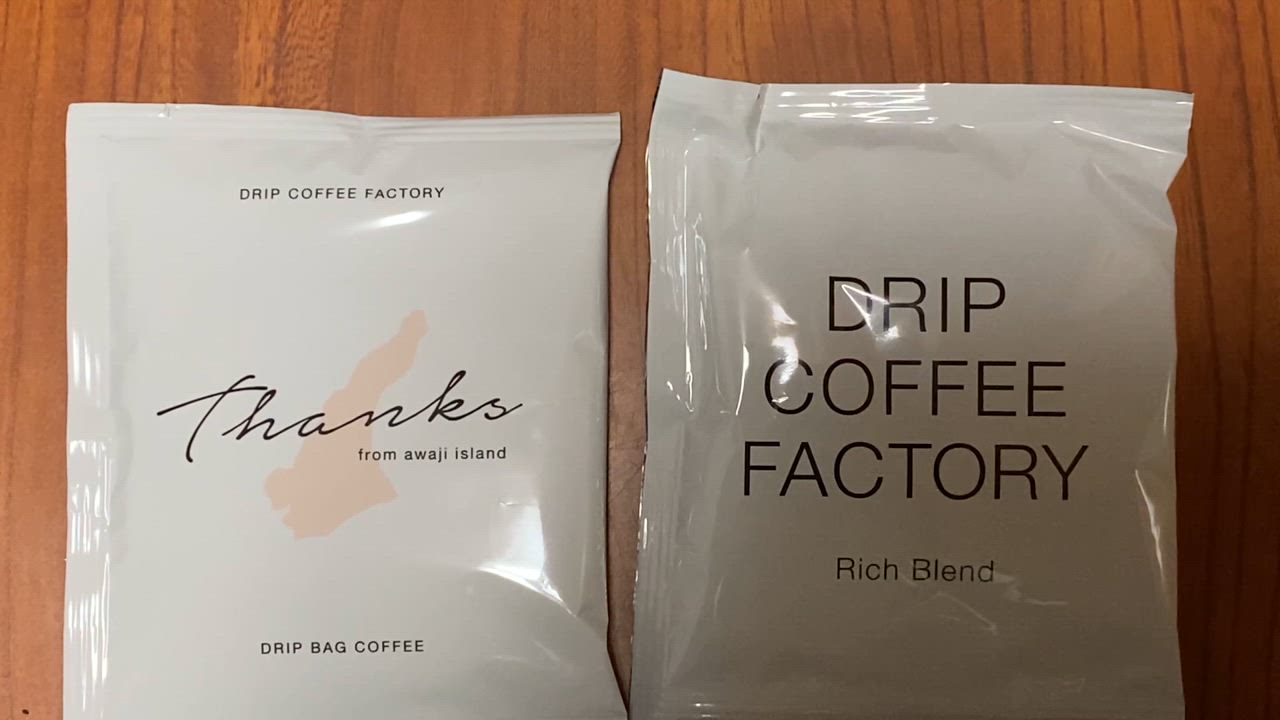 DRIP COFFEE FACTORY
Thanks
from awaji island
DRIP BAG COFFEE
DRIP
COFFEE
FACTORY
Rich Blend